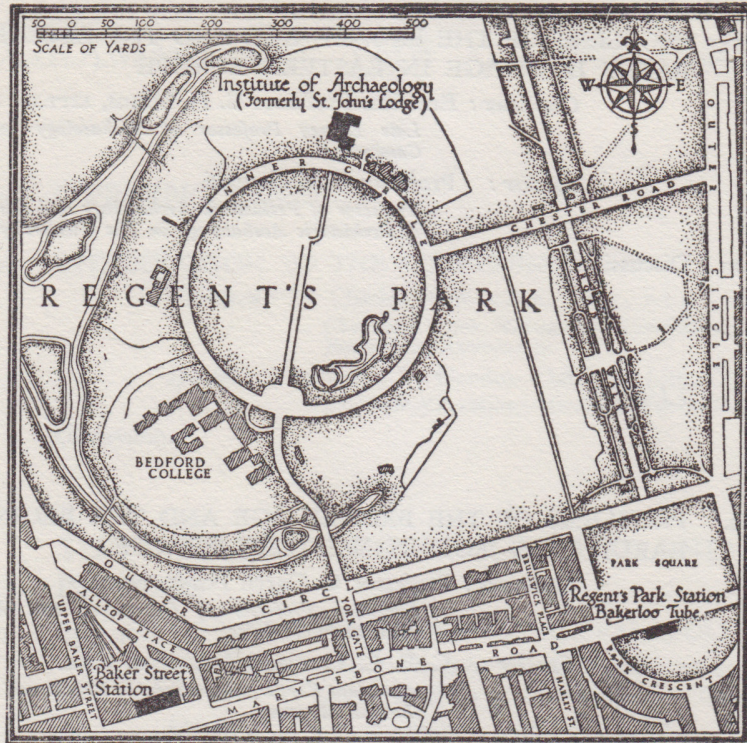 50 0 50 100 200 300 400 500
SCALE OF YARDS
Institute of Archaeology
(Formerly St. John's Lodge)
W E
S
OUTER CIRCLE
INNER CIRCLE
CHESTER ROAD
REGENT'S PARK
BEDFORD
COLLEGE
OUTER CIRCLE
PARK SQUARE
ALLSOP PLACE
UPPER BAKER STREET
YORK GATE
BRUNSWICK PLACE
Regent's Park Station
Bakerloo Tube
Baker Street
Station
MARYLEBONE ROAD
HARLEY ST
PARK CRESCENT